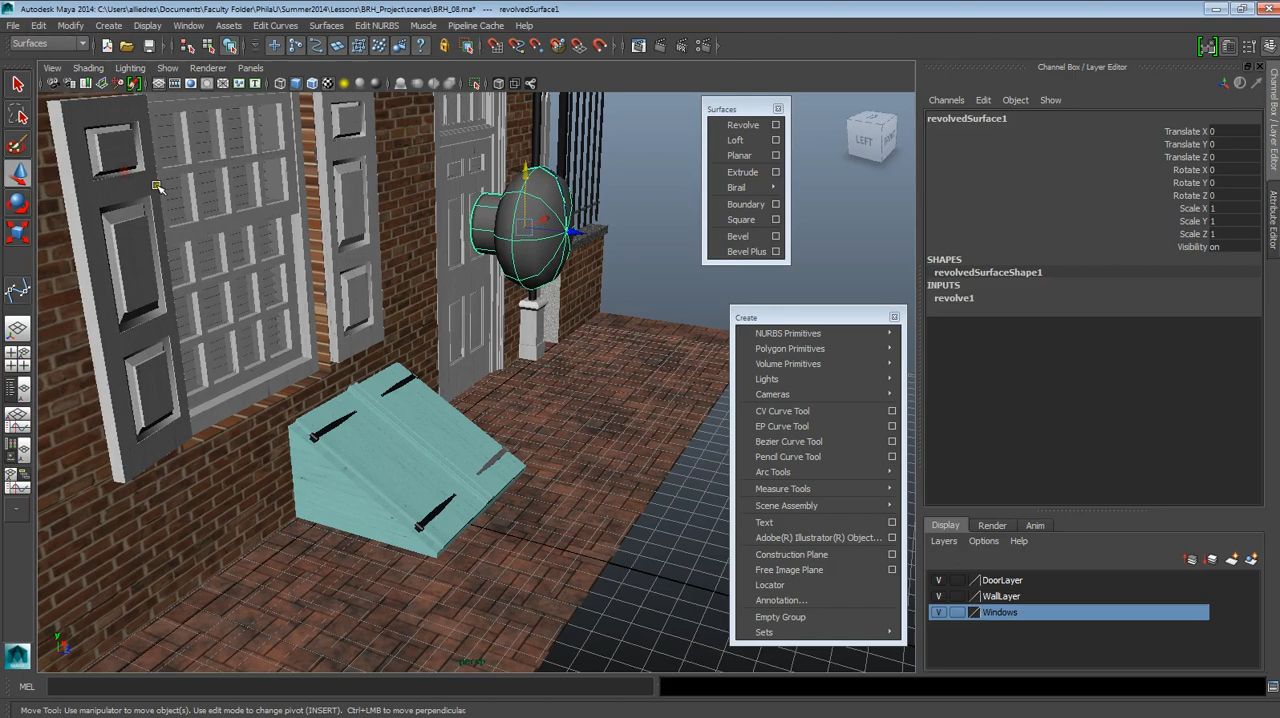 Autodesk Maya 2014: C:\Users\alliedres\Documents\Faculty Folder\PhilaU\Summer2014\Lessons\BRH_Project\scenes\BRH_08.ma* --- revolvedSurface1
File Edit Modify Create Display Window Assets Edit Curves Surfaces Edit NURBS Muscle Pipeline Cache Help
Surfaces
View Shading Lighting Show Renderer Panels
Surfaces
Revolve
Loft
Planar
Extrude
Birail
Boundary
Square
Bevel
Bevel Plus
LEFT
Create
NURBS Primitives
Polygon Primitives
Volume Primitives
Lights
Cameras
CV Curve Tool
EP Curve Tool
Bezier Curve Tool
Pencil Curve Tool
Arc Tools
Measure Tools
Scene Assembly
Text
Adobe(R) Illustrator(R) Object...
Construction Plane
Free Image Plane
Locator
Annotation...
Empty Group
Sets
y
persp
Channel Box / Layer Editor
Channels Edit Object Show
revolvedSurface1
Translate X 0
Translate Y 0
Translate Z 0
Rotate X 0
Rotate Y 0
Rotate Z 0
Scale X 1
Scale Y 1
Scale Z 1
Visibility on
SHAPES
revolvedSurfaceShape1
INPUTS
revolve1
Channel Box / Layer Editor
Attribute Editor
Display Render Anim
Layers Options Help
V DoorLayer
V WallLayer
V Windows
MEL
Move Tool: Use manipulator to move object(s). Use edit mode to change pivot (INSERT). Ctrl+LMB to move perpendicular.